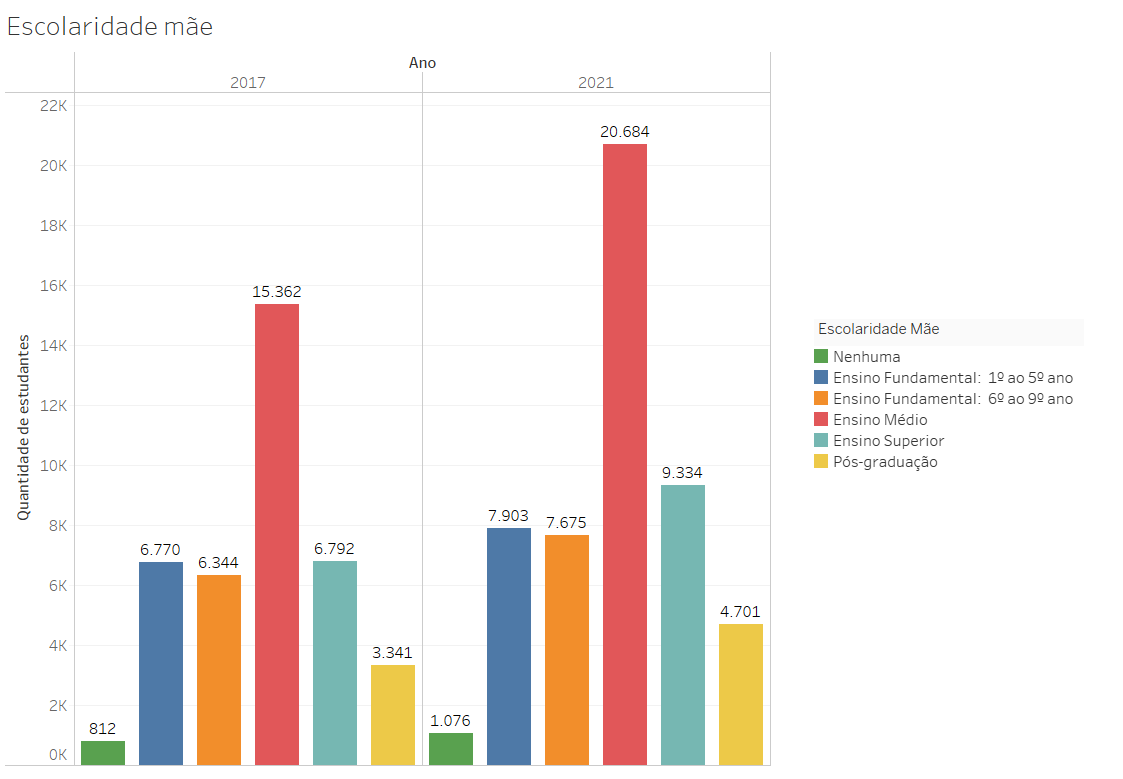 Escolaridade mãe
Ano
2017
2021
22K
20K
18K
16K
14K
12K
10K
8K
6K
4K
2K
0K
Quantidade de estudantes
812
6.770
6.344
15.362
6.792
3.341
1.076
7.903
7.675
20.684
9.334
4.701
Escolaridade Mãe
Nenhuma
Ensino Fundamental:  1º ao 5º ano
Ensino Fundamental:  6º ao 9º ano
Ensino Médio
Ensino Superior
Pós-graduação